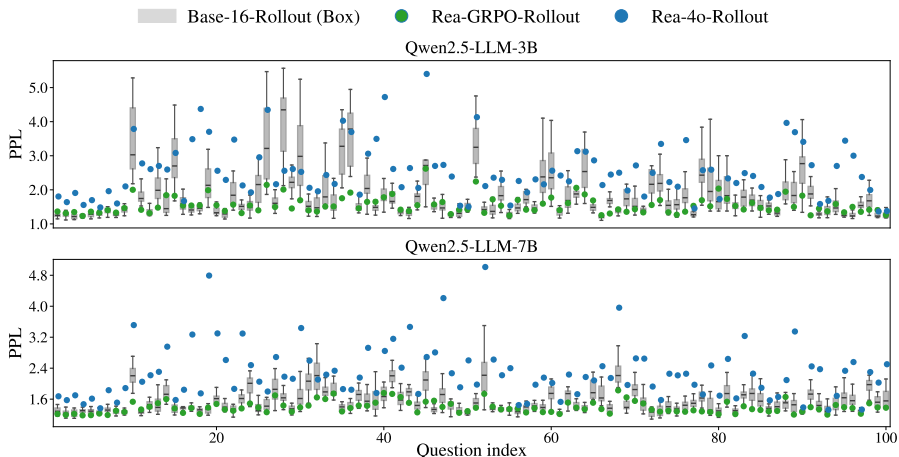 Base-16-Rollout (Box) Rea-GRPO-Rollout Rea-4o-Rollout
Qwen2.5-LLM-3B
PPL
5.0
4.0
3.0
2.0
1.0
Qwen2.5-LLM-7B
PPL
4.8
4.0
3.2
2.4
1.6
20 40 60 80 100
Question index